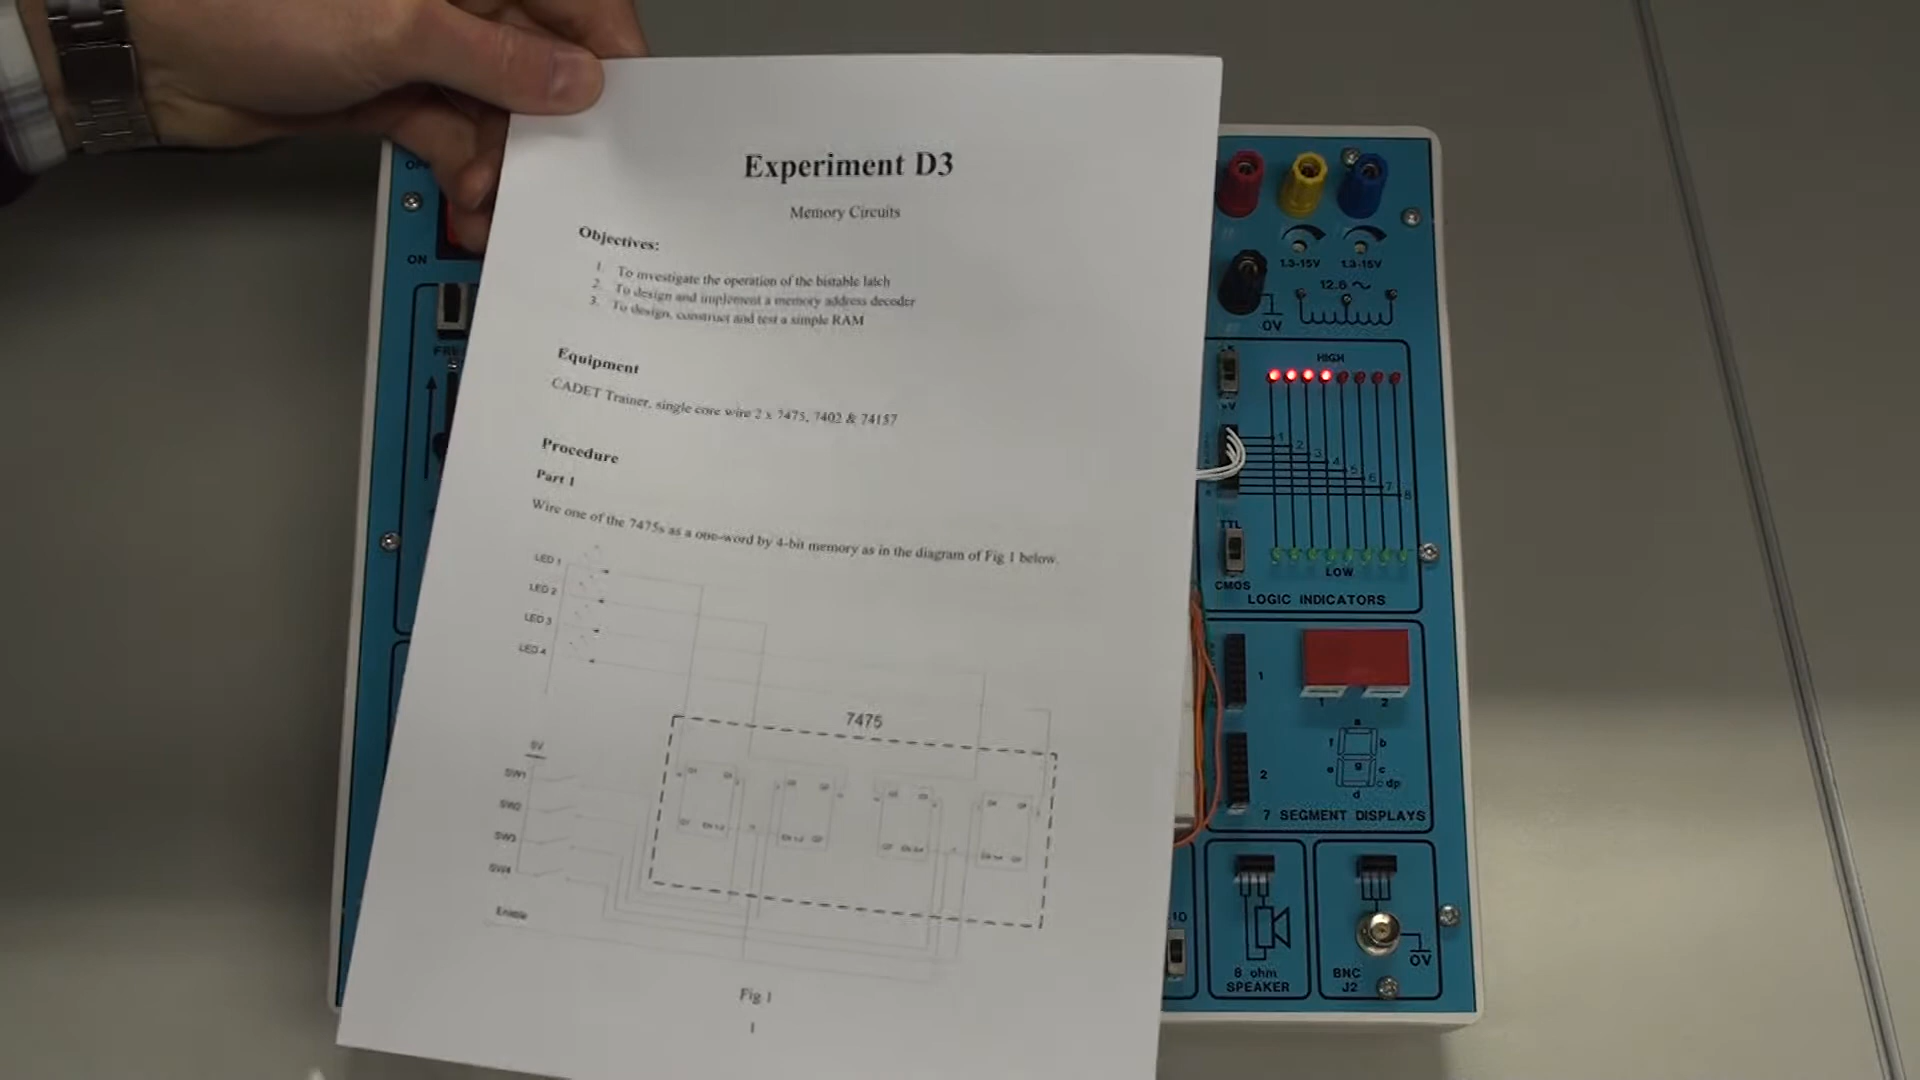 Experiment D3
Memory Circuits
Objectives:
1. To investigate the operation of the bistable latch
2. To design and implement a memory address decoder
3. To design, construct and test a simple RAM
Equipment
CADET Trainer, single core wire 2 x 7475, 7402 & 74157
Procedure
Part 1
Wire one of the 7475s as a one-word by 4-bit memory as in the diagram of Fig 1 below.
LED 1
LED 2
LED 3
LED 4
7475
5V
SW1
SW2
SW3
SW4
Enable
Fig 1
1
ON
1.3-15V 1.3-15V
12.6
0V
HIGH
+V
1
2
3
4
5
6
7
8
TTL
CMOS
LOW
LOGIC INDICATORS
1
1 2
a
f b
g
e c
d dp
2
7 SEGMENT DISPLAYS
8 ohm
SPEAKER
BNC
J2
0V